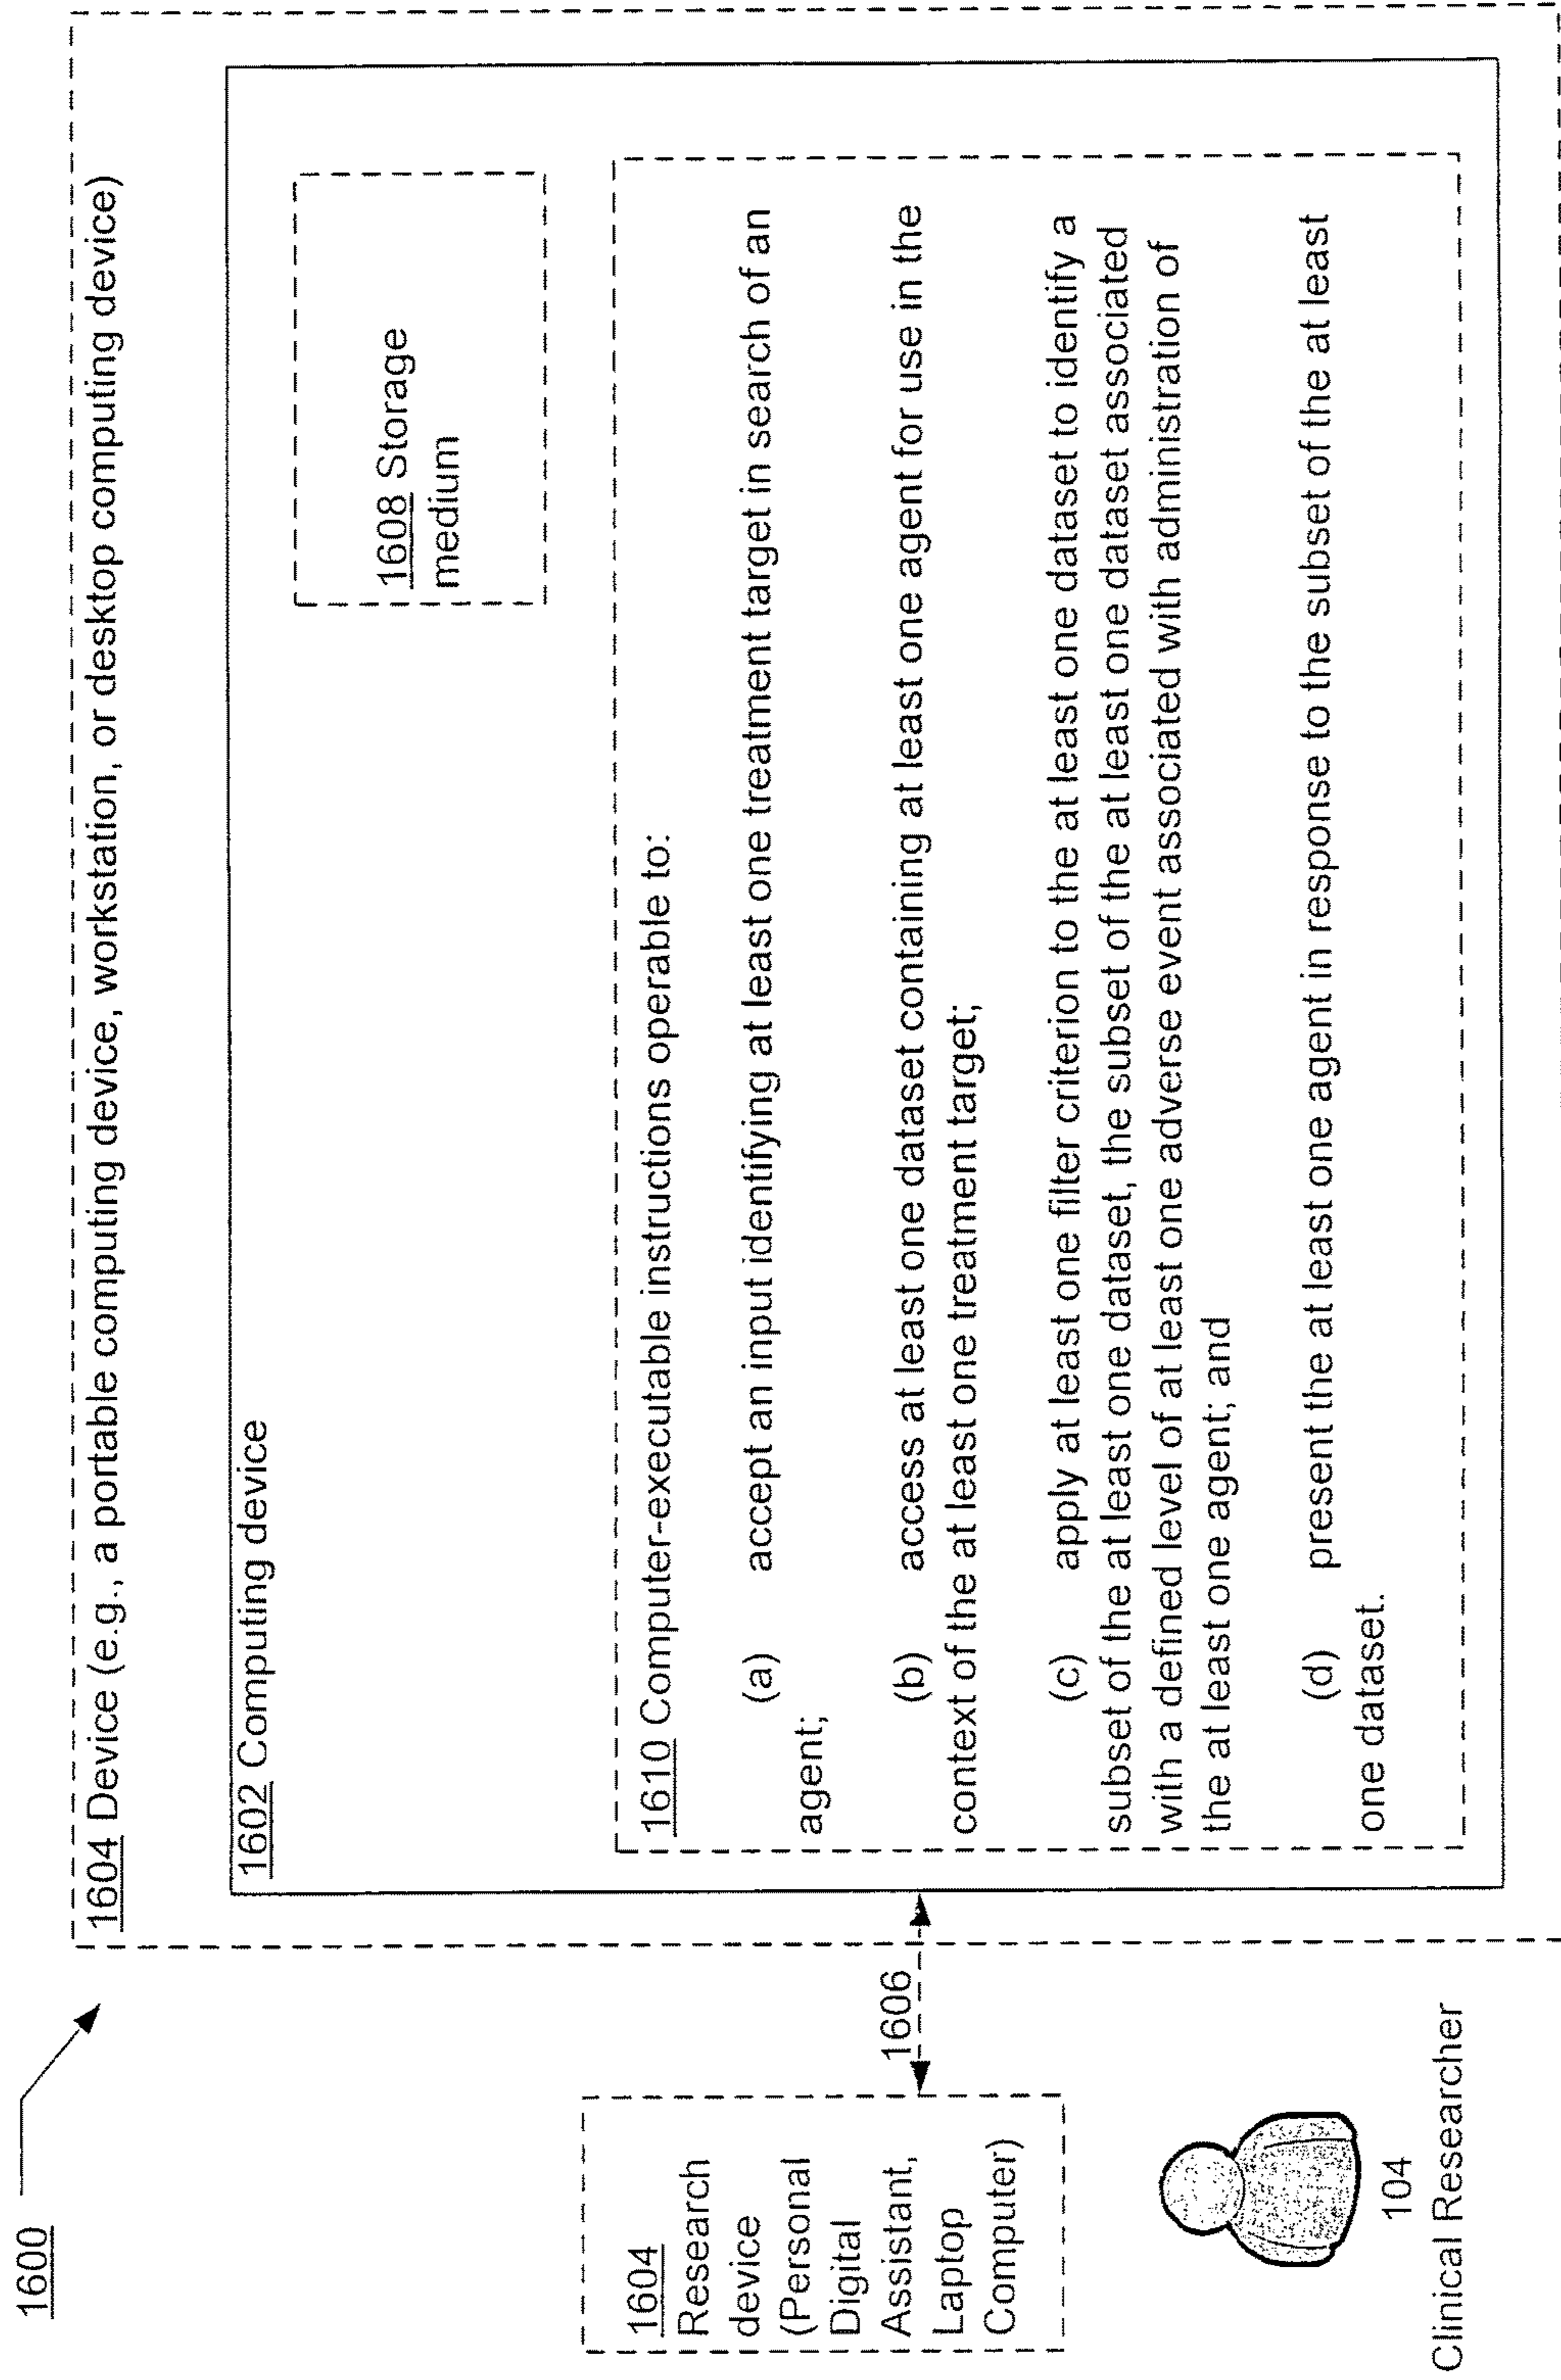 1600
1604 Device (e.g., a portable computing device, workstation, or desktop computing device)
1602 Computing device
1608 Storage
medium
1610 Computer-executable instructions operable to:
(a) accept an input identifying at least one treatment target in search of an
agent;
(b) access at least one dataset containing at least one agent for use in the
context of the at least one treatment target;
(c) apply at least one filter criterion to the at least one dataset to identify a
subset of the at least one dataset, the subset of the at least one dataset associated
with a defined level of at least one adverse event associated with administration of
the at least one agent; and
(d) present the at least one agent in response to the subset of the at least
one dataset.
1606
1604
Research
device
(Personal
Digital
Assistant,
Laptop
Computer)
104
Clinical Researcher